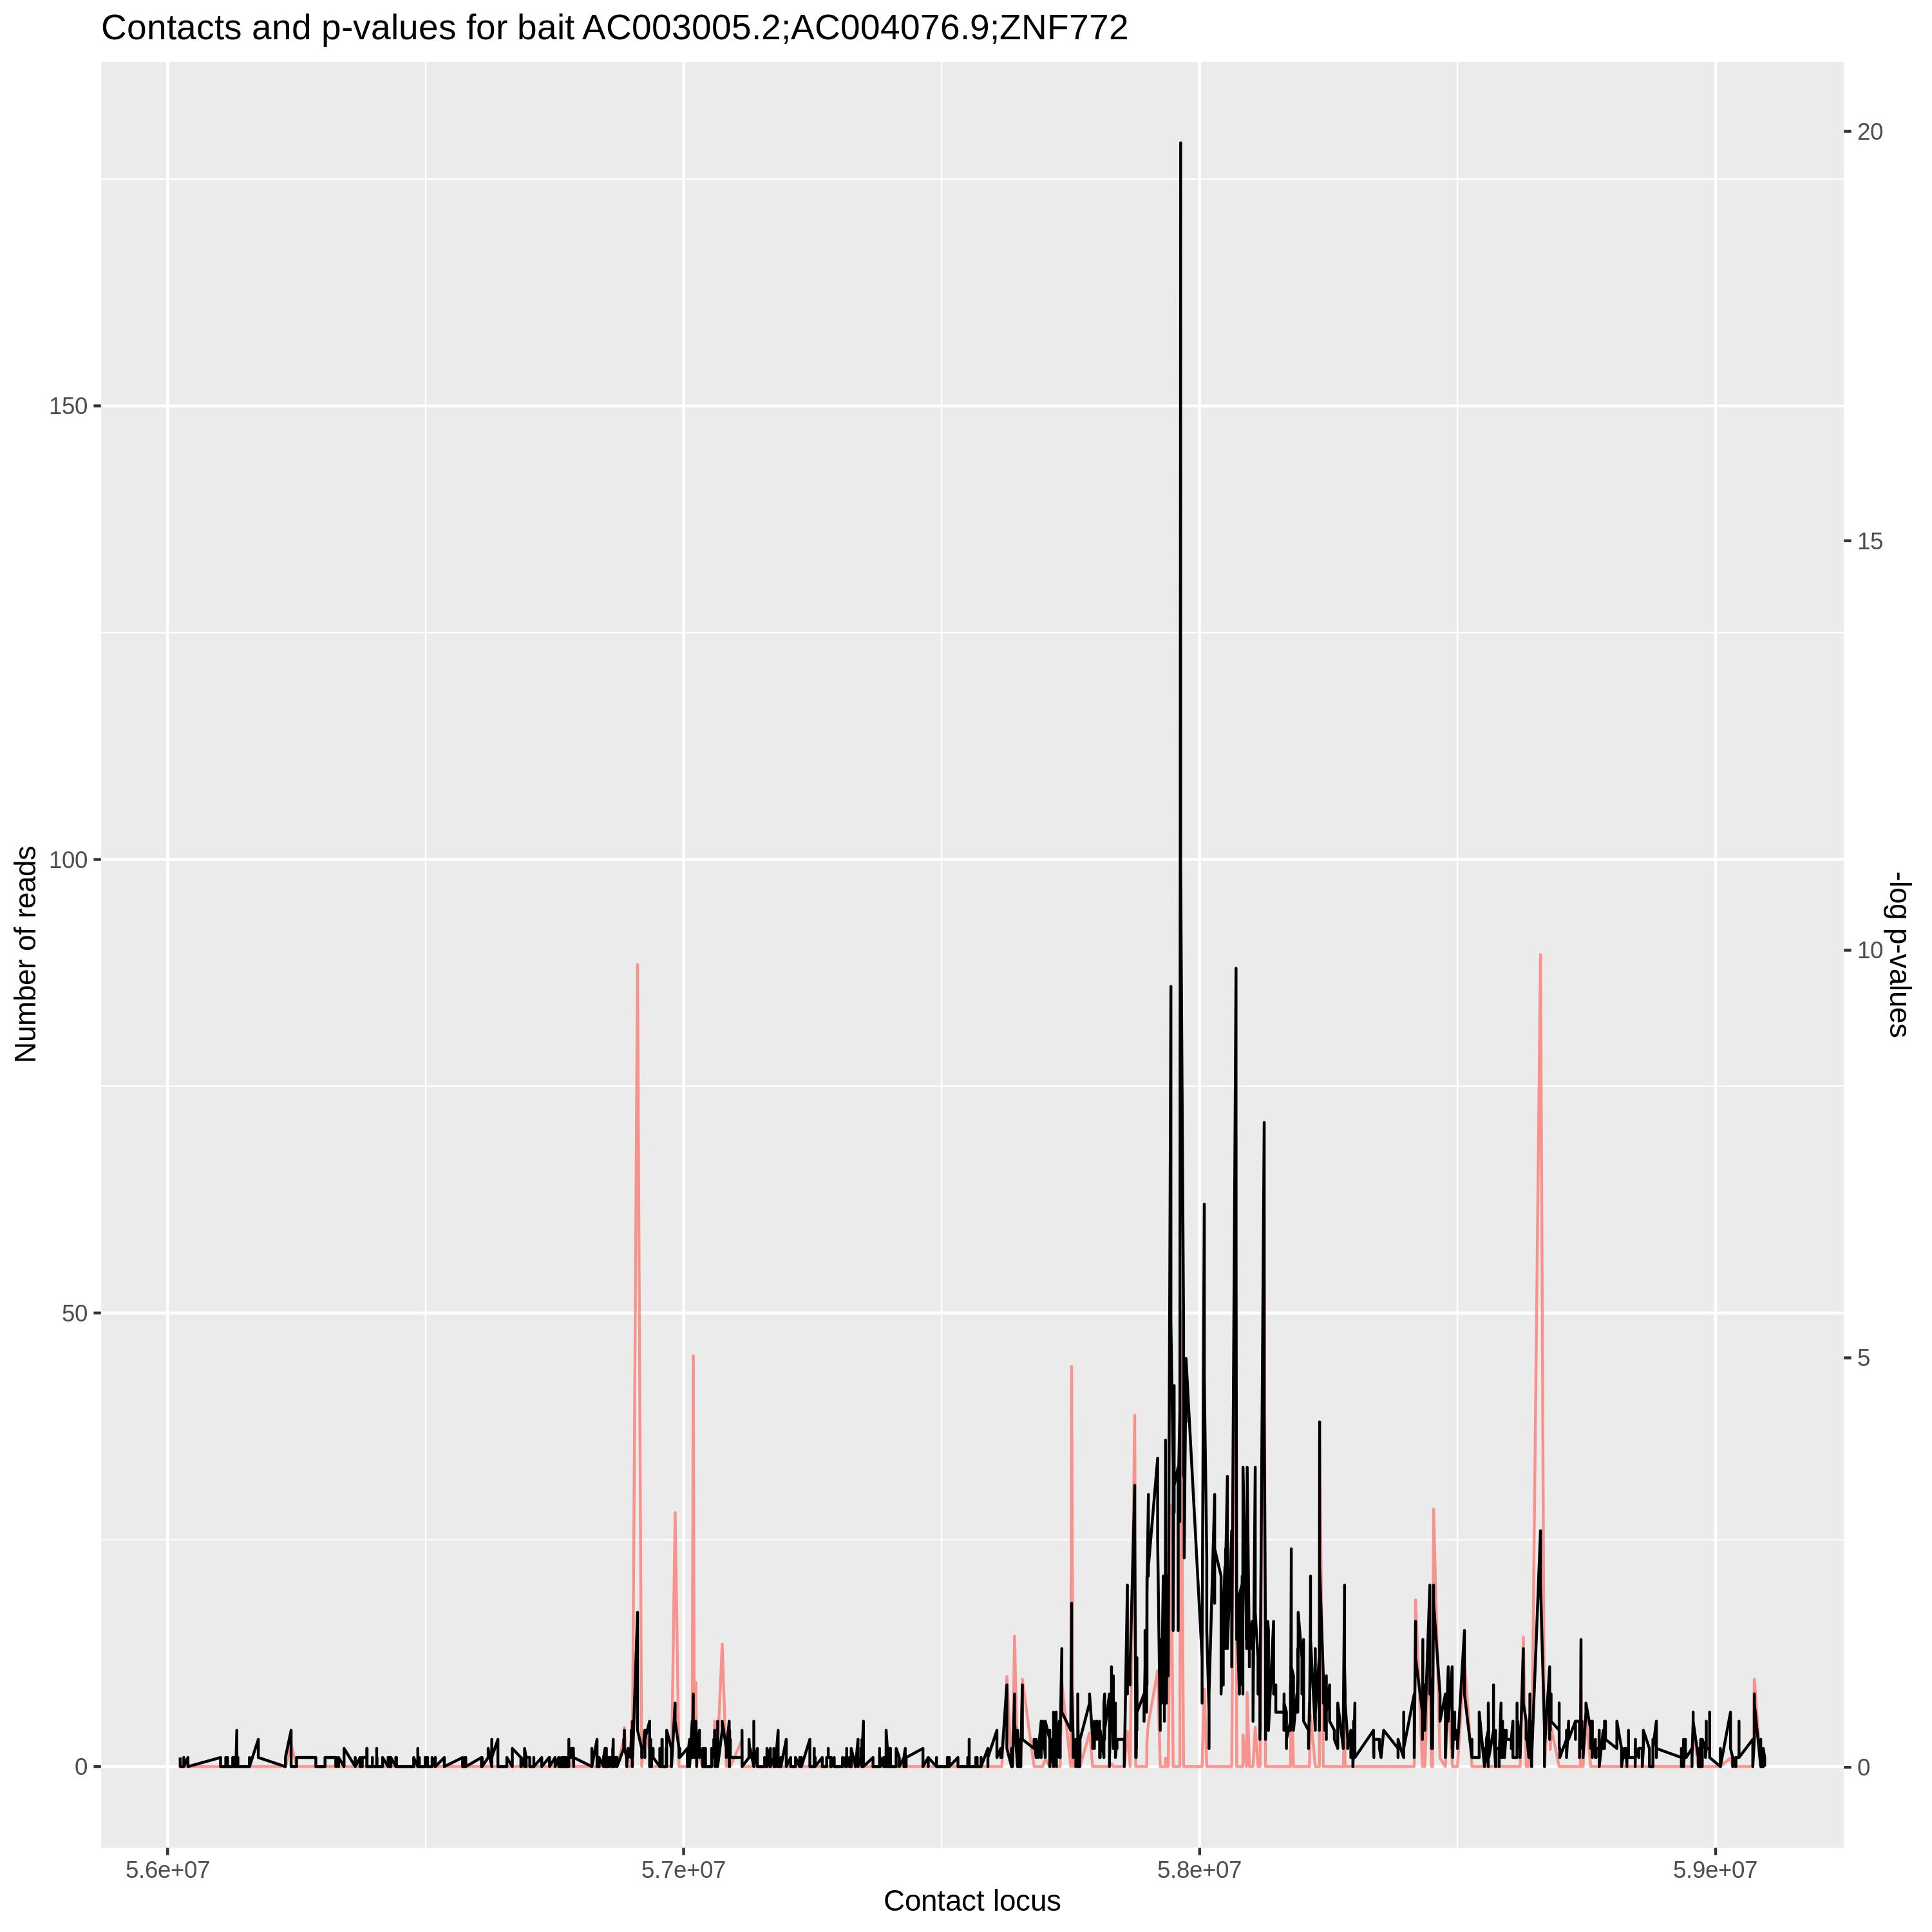 Contacts and p-values for bait AC003005.2;AC004076.9;ZNF772
Number of reads
150
100
50
0
20
15
10
5
0
-log p-values
5.6e+07
5.7e+07
5.8e+07
5.9e+07
Contact locus